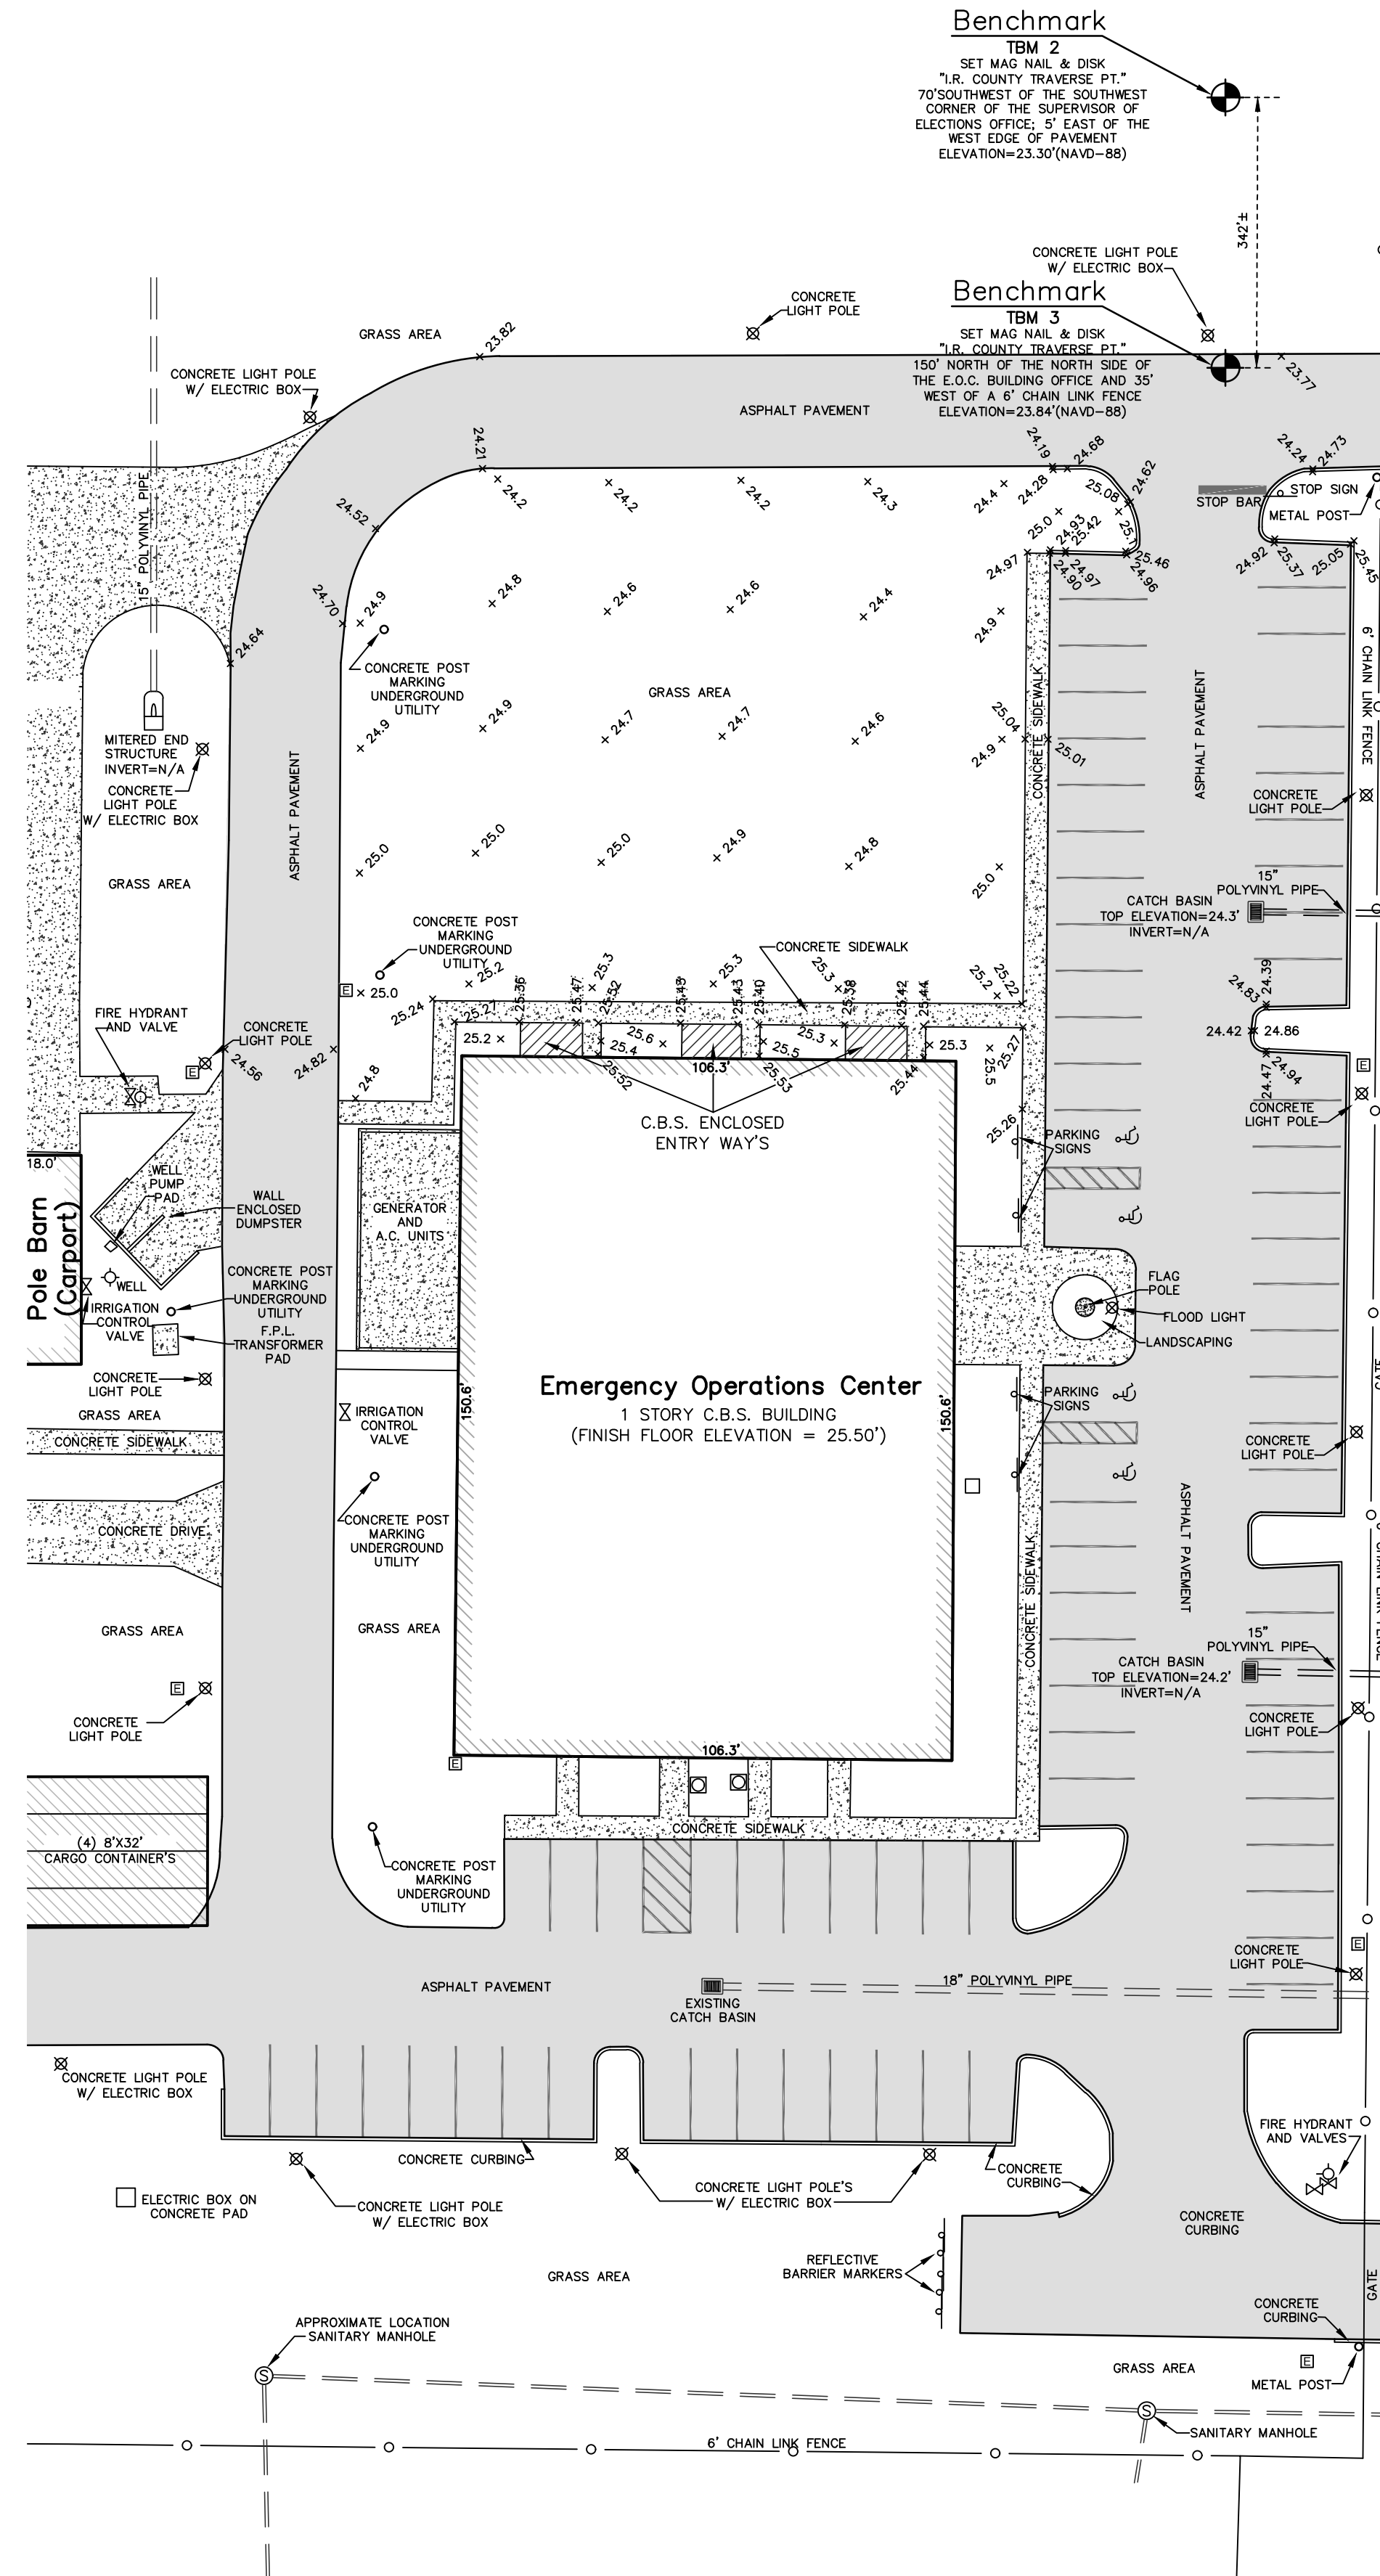 Benchmark
TBM 2
SET MAG NAIL & DISK
"I.R. COUNTY TRAVERSE PT."
70'SOUTHWEST OF THE SOUTHWEST
CORNER OF THE SUPERVISOR OF
ELECTIONS OFFICE; 5' EAST OF THE
WEST EDGE OF PAVEMENT
ELEVATION=23.30'(NAVD-88)
342'±
CONCRETE LIGHT POLE
W/ ELECTRIC BOX
CONCRETE
LIGHT POLE
Benchmark
TBM 3
SET MAG NAIL & DISK
"I.R. COUNTY TRAVERSE PT."
150' NORTH OF THE NORTH SIDE OF
THE E.O.C. BUILDING OFFICE AND 35'
WEST OF A 6' CHAIN LINK FENCE
ELEVATION=23.84'(NAVD-88)
GRASS AREA
23.82
23.77
CONCRETE LIGHT POLE
W/ ELECTRIC BOX
ASPHALT PAVEMENT
24.21
24.19
24.68
24.62
24.24
24.73
24.2
24.2
24.2
24.3
24.4
24.28
25.08
STOP SIGN
STOP BAR
METAL POST
15" POLYVINYL PIPE
24.52
25.0
24.93
25.42
25.1
25.46
24.97
24.90
24.97
24.96
24.92
25.37
25.05
25.45
24.70
24.9
24.8
24.6
24.6
24.4
24.9
24.64
CONCRETE POST
MARKING
UNDERGROUND
UTILITY
GRASS AREA
6' CHAIN LINK FENCE
CONCRETE SIDEWALK
ASPHALT PAVEMENT
24.9
24.9
24.7
24.7
24.6
25.04
24.9
25.01
MITERED END
STRUCTURE
INVERT=N/A
CONCRETE
LIGHT POLE
W/ ELECTRIC BOX
ASPHALT PAVEMENT
CONCRETE
LIGHT POLE
25.0
25.0
25.0
24.9
24.8
25.0
GRASS AREA
15"
POLYVINYL PIPE
CATCH BASIN
TOP ELEVATION=24.3'
INVERT=N/A
CONCRETE POST
MARKING
UNDERGROUND
UTILITY
CONCRETE SIDEWALK
E
25.0
25.2
25.3
25.3
25.3
25.2
25.22
25.24
25.21
25.36
25.47
25.52
25.45
25.43
25.40
25.38
25.42
25.44
24.39
24.83
24.42
24.86
24.47
24.94
FIRE HYDRANT
AND VALVE
CONCRETE
LIGHT POLE
E
24.56
24.82
24.8
25.2
25.6
25.4
25.5
25.3
25.3
25.5
25.27
25.52
106.3'
25.53
25.44
25.26
E
CONCRETE
LIGHT POLE
C.B.S. ENCLOSED
ENTRY WAY'S
PARKING
SIGNS
18.0'
Pole Barn
(Carport)
WELL
PUMP
PAD
WALL
ENCLOSED
DUMPSTER
GENERATOR
AND
A.C. UNITS
WELL
CONCRETE POST
MARKING
UNDERGROUND
UTILITY
IRRIGATION
CONTROL
VALVE
F.P.L.
TRANSFORMER
PAD
FLAG
POLE
FLOOD LIGHT
LANDSCAPING
CONCRETE
LIGHT POLE
GRASS AREA
CONCRETE SIDEWALK
IRRIGATION
CONTROL
VALVE
150.6'
Emergency Operations Center
1 STORY C.B.S. BUILDING
(FINISH FLOOR ELEVATION = 25.50')
150.6'
PARKING
SIGNS
GATE
CONCRETE
LIGHT POLE
CONCRETE DRIVE
CONCRETE POST
MARKING
UNDERGROUND
UTILITY
CONCRETE SIDEWALK
ASPHALT PAVEMENT
GRASS AREA
GRASS AREA
15"
POLYVINYL PIPE
CATCH BASIN
TOP ELEVATION=24.2'
INVERT=N/A
E
CONCRETE
LIGHT POLE
CONCRETE
LIGHT POLE
106.3'
E
CONCRETE SIDEWALK
(4) 8'X32'
CARGO CONTAINER'S
CONCRETE POST
MARKING
UNDERGROUND
UTILITY
CONCRETE
LIGHT POLE
E
ASPHALT PAVEMENT
18" POLYVINYL PIPE
EXISTING
CATCH BASIN
CONCRETE LIGHT POLE
W/ ELECTRIC BOX
FIRE HYDRANT
AND VALVES
CONCRETE CURBING
CONCRETE
CURBING
CONCRETE LIGHT POLE'S
W/ ELECTRIC BOX
ELECTRIC BOX ON
CONCRETE PAD
CONCRETE LIGHT POLE
W/ ELECTRIC BOX
CONCRETE
CURBING
REFLECTIVE
BARRIER MARKERS
GRASS AREA
GATE
CONCRETE
CURBING
APPROXIMATE LOCATION
SANITARY MANHOLE
E
GRASS AREA
METAL POST
S
S
SANITARY MANHOLE
6' CHAIN LINK FENCE